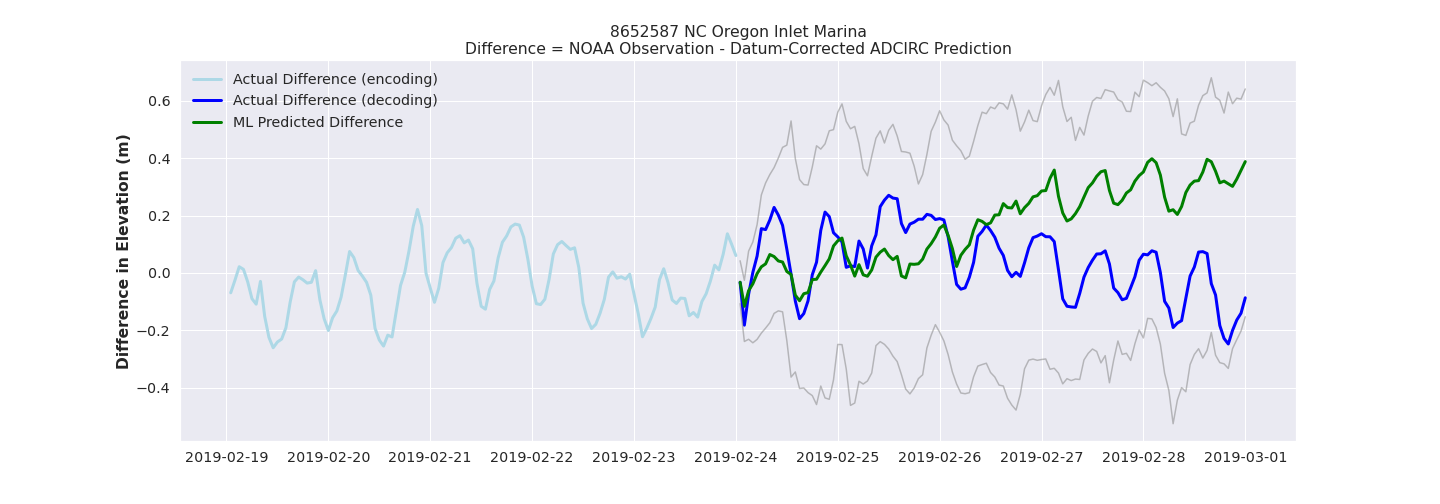 8652587 NC Oregon Inlet Marina
Difference = NOAA Observation - Datum-Corrected ADCIRC Prediction
Actual Difference (encoding)
Actual Difference (decoding)
ML Predicted Difference
Difference in Elevation (m)
0.6
0.4
0.2
0.0
−0.2
−0.4
2019-02-19 2019-02-20 2019-02-21 2019-02-22 2019-02-23 2019-02-24 2019-02-25 2019-02-26 2019-02-27 2019-02-28 2019-03-01